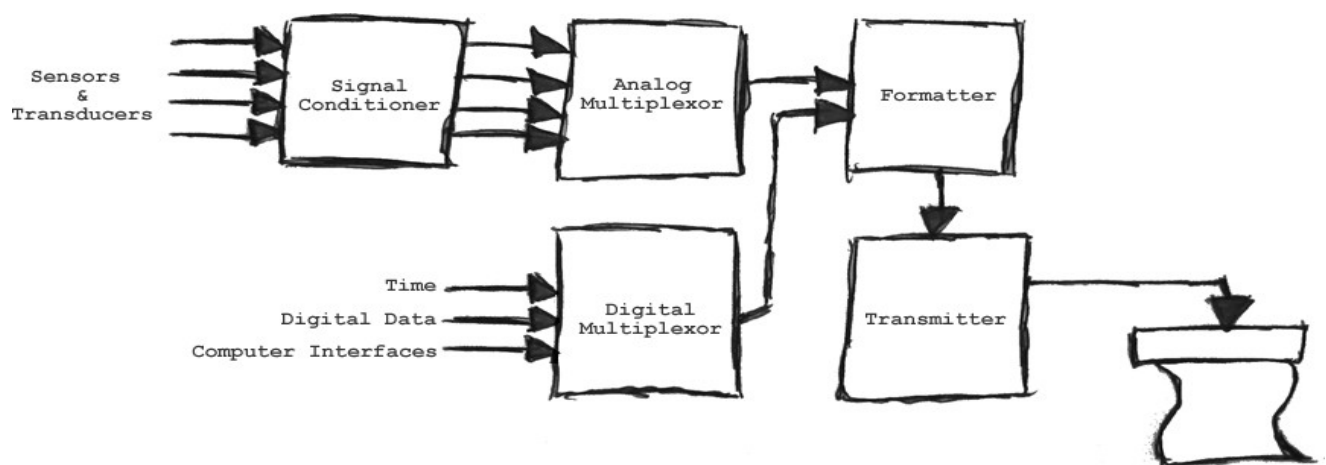 Sensors
&
Transducers
Signal
Conditioner
Analog
Multiplexor
Formatter
Time
Digital Data
Computer Interfaces
Digital
Multiplexor
Transmitter